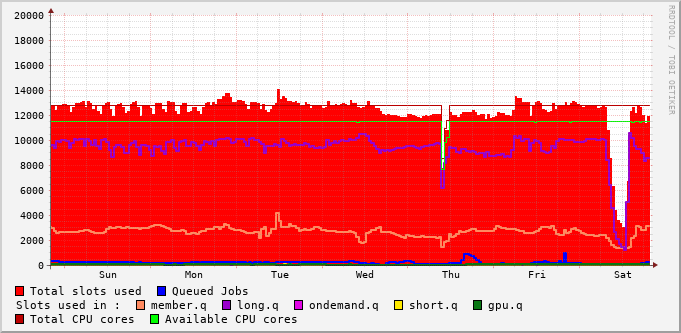 20000
18000
16000
14000
12000
10000
8000
6000
4000
2000
0
Sun Mon Tue Wed Thu Fri Sat
RRDTOOL / TOBI OETIKER
Total slots used Queued Jobs
Slots used in : member.q long.q ondemand.q short.q gpu.q
Total CPU cores Available CPU cores